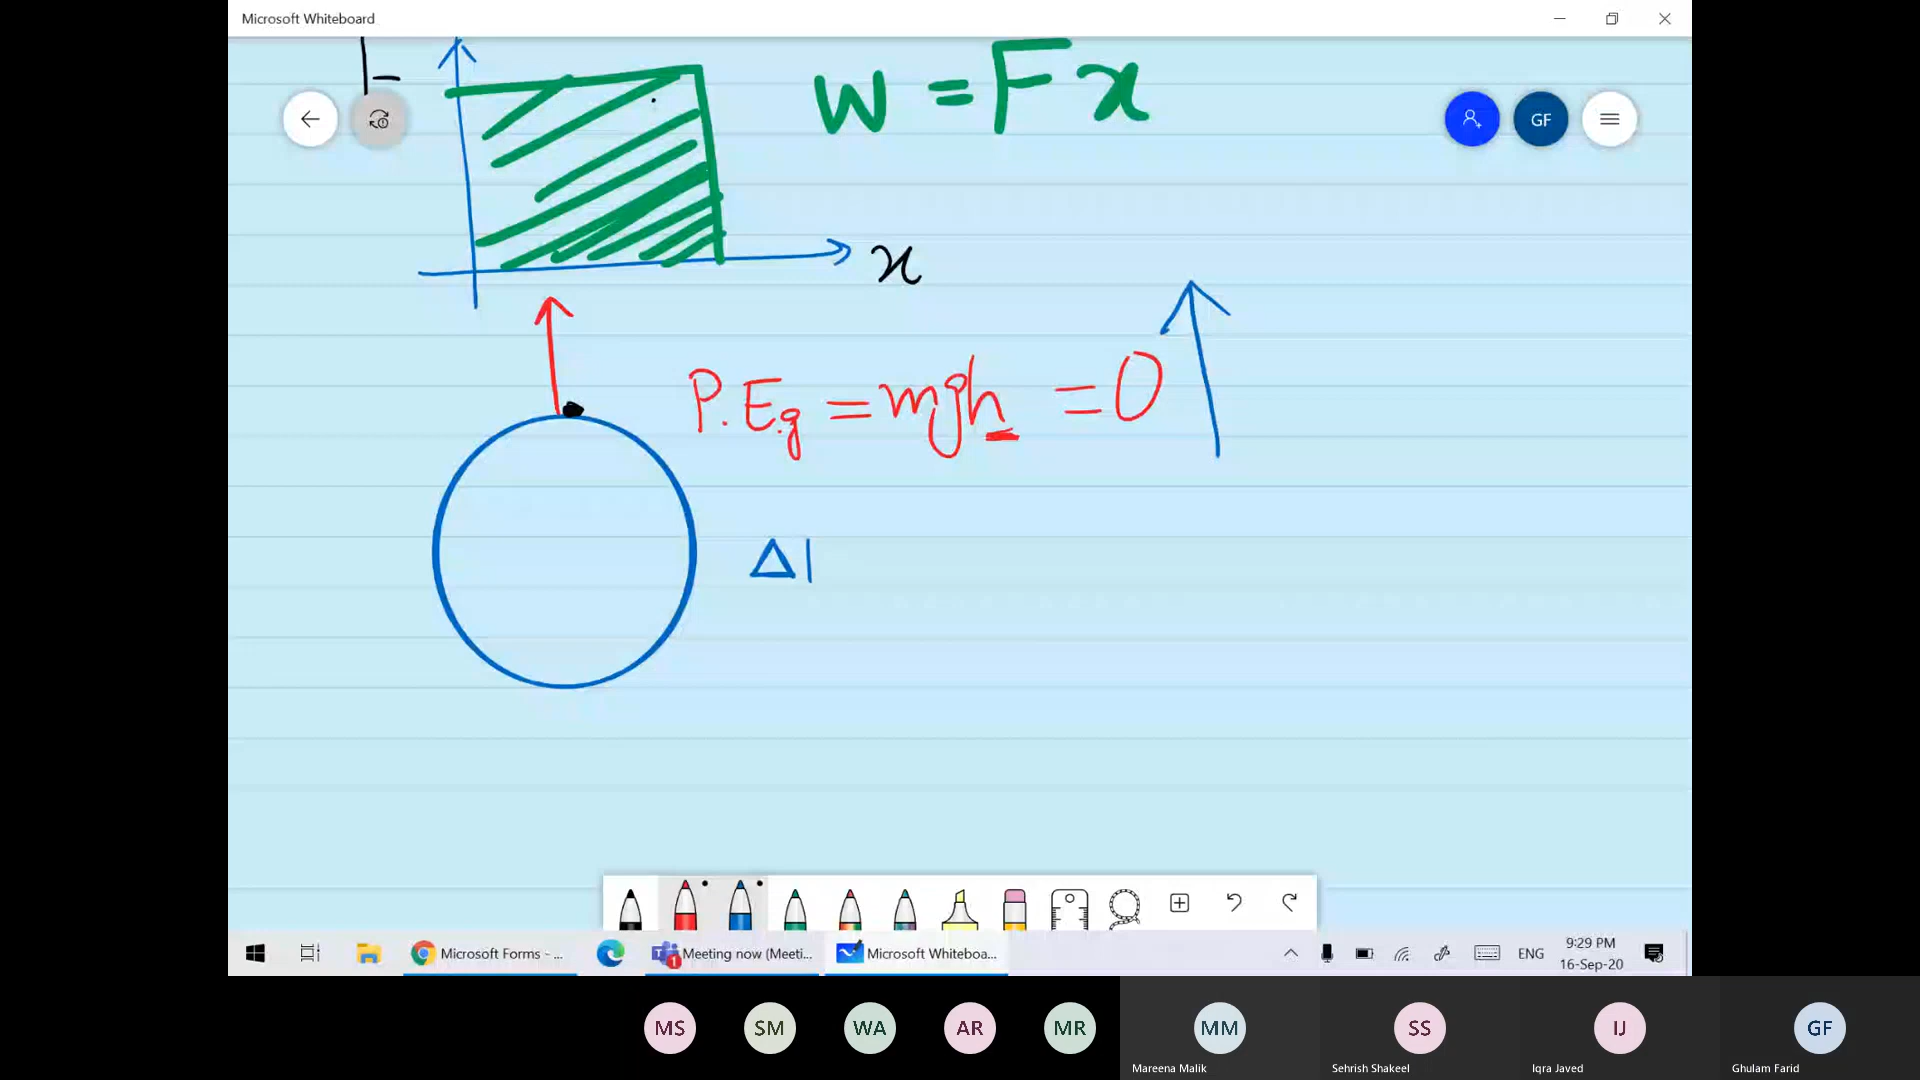 Microsoft Whiteboard
W = Fx
GF
x
P.Eg = mgh = 0
Δ
Microsoft Forms - ...
1
Meeting now (Meeti...
Microsoft Whiteboa...
ENG
9:29 PM
16-Sep-20
MS
SM
WA
AR
MR
MM
SS
IJ
GF
Mareena Malik
Sehrish Shakeel
Iqra Javed
Ghulam Farid